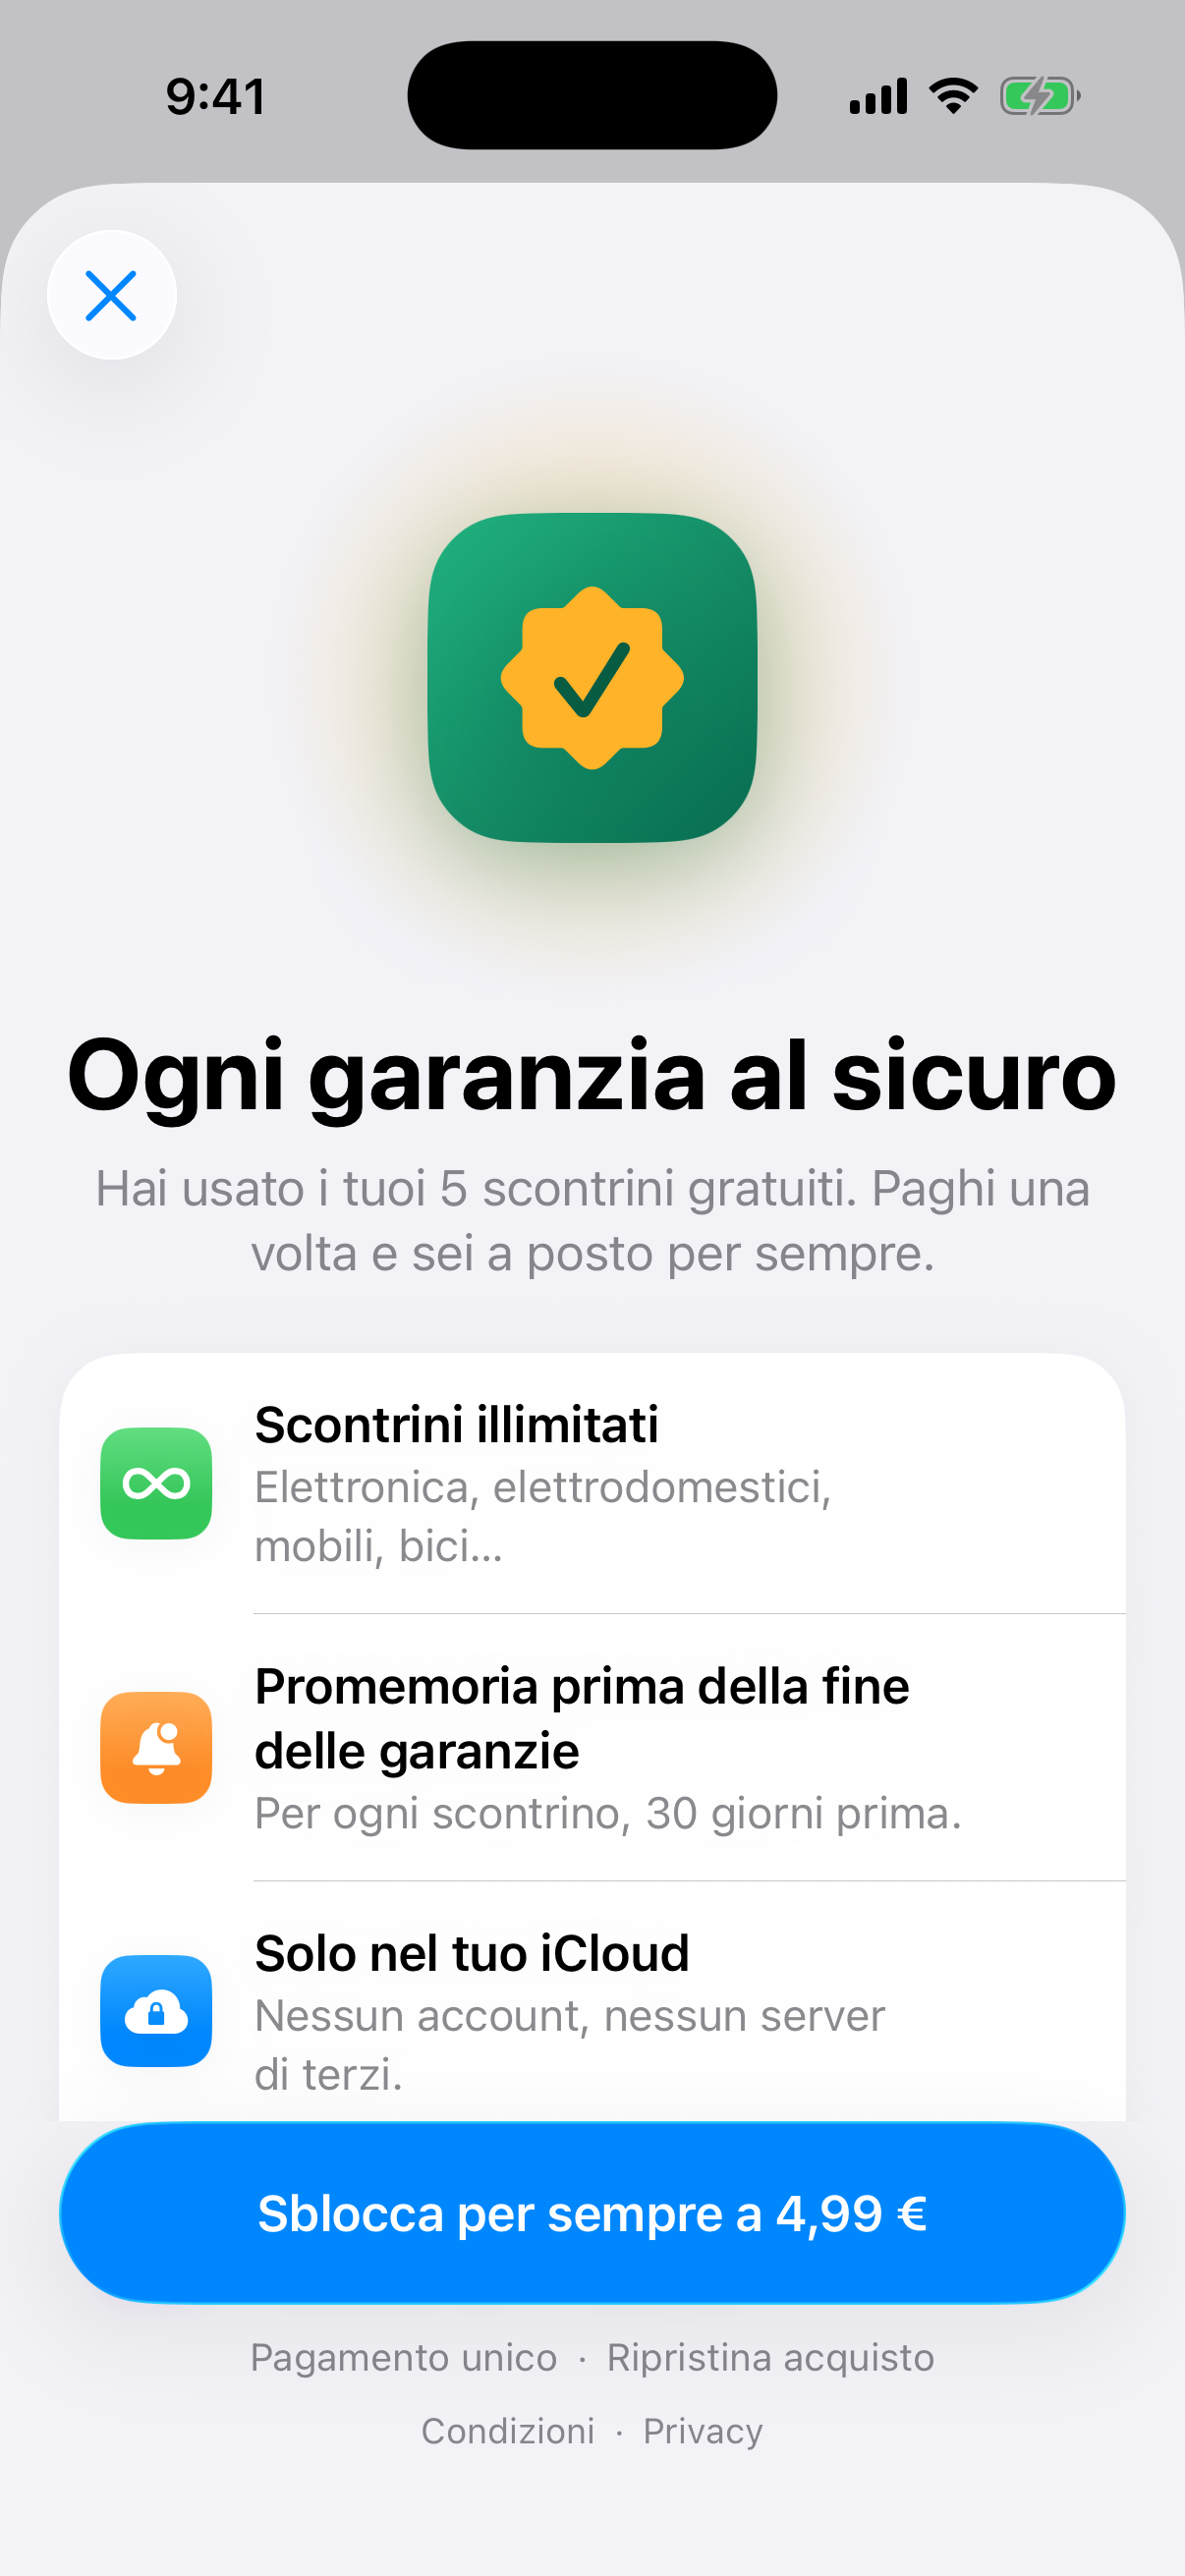 9:41
Ogni garanzia al sicuro
Hai usato i tuoi 5 scontrini gratuiti. Paghi una
volta e sei a posto per sempre.
Scontrini illimitati
Elettronica, elettrodomestici,
mobili, bici...
Promemoria prima della fine
delle garanzie
Per ogni scontrino, 30 giorni prima.
Solo nel tuo iCloud
Nessun account, nessun server
di terzi.
Sblocca per sempre a 4,99 €
Pagamento unico · Ripristina acquisto
Condizioni · Privacy